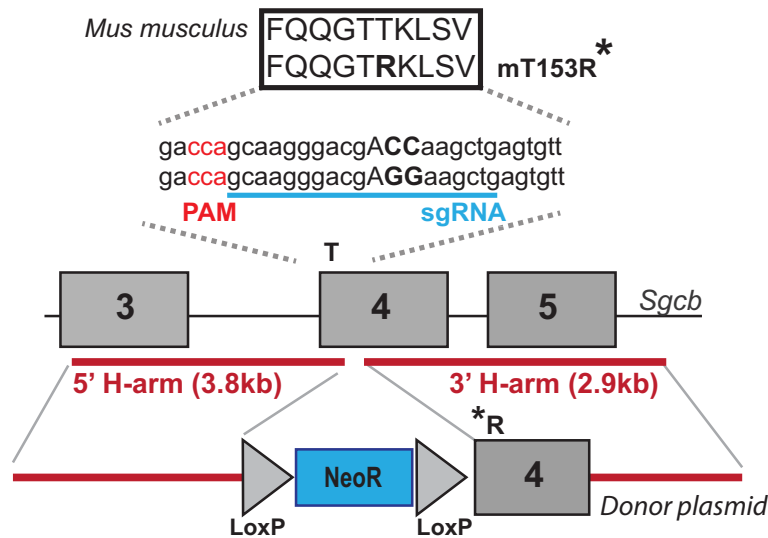 Mus musculus
FQQGTTKLSV
FQQGTRKLSV mT153R*
gaccagcaagggacgACCaagctgagtgtt
gaccagcaagggacgAGGaagctgagtgtt
PAM sgRNA
T
3 4 5 Sgcb
5’ H-arm (3.8kb) 3’ H-arm (2.9kb)
*R
NeoR 4
Donor plasmid
LoxP LoxP